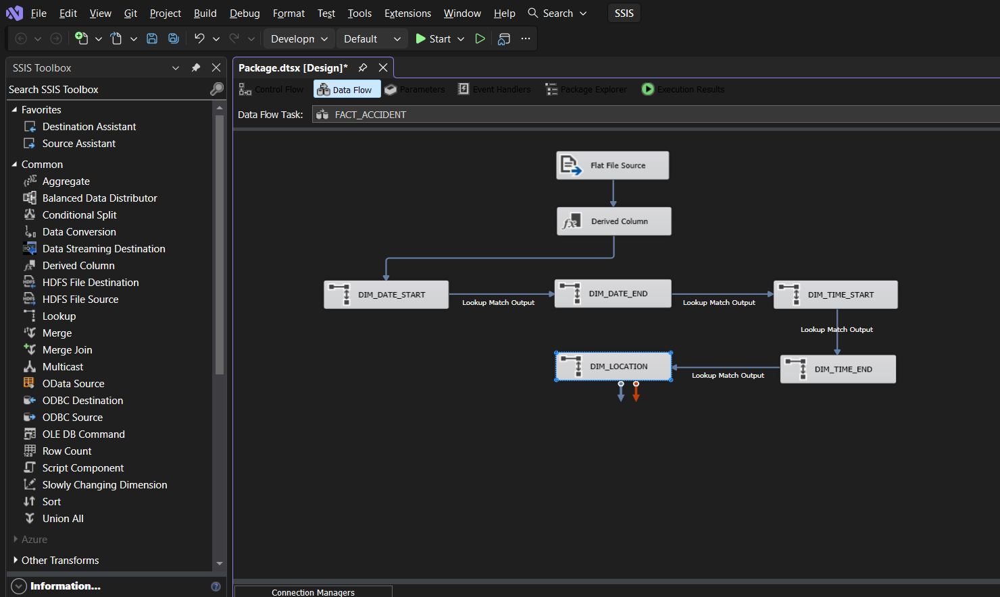 File Edit View Git Project Build Debug Format Test Tools Extensions Window Help Search SSIS
Developn Default Start
SSIS Toolbox
Package.dtsx [Design]*
Search SSIS Toolbox
Control Flow Data Flow Parameters Event Handlers Package Explorer Execution Results
Data Flow Task: FACT_ACCIDENT
Favorites
Destination Assistant
Source Assistant
Common
Aggregate
Balanced Data Distributor
Conditional Split
Data Conversion
Data Streaming Destination
Derived Column
HDFS File Destination
HDFS File Source
Lookup
Merge
Merge Join
Multicast
OData Source
ODBC Destination
ODBC Source
OLE DB Command
Row Count
Script Component
Slowly Changing Dimension
Sort
Union All
Azure
Other Transforms
Information...
Flat File Source
Derived Column
DIM_DATE_START
Lookup Match Output
DIM_DATE_END
Lookup Match Output
DIM_TIME_START
Lookup Match Output
DIM_LOCATION
Lookup Match Output
DIM_TIME_END
Connection Managers